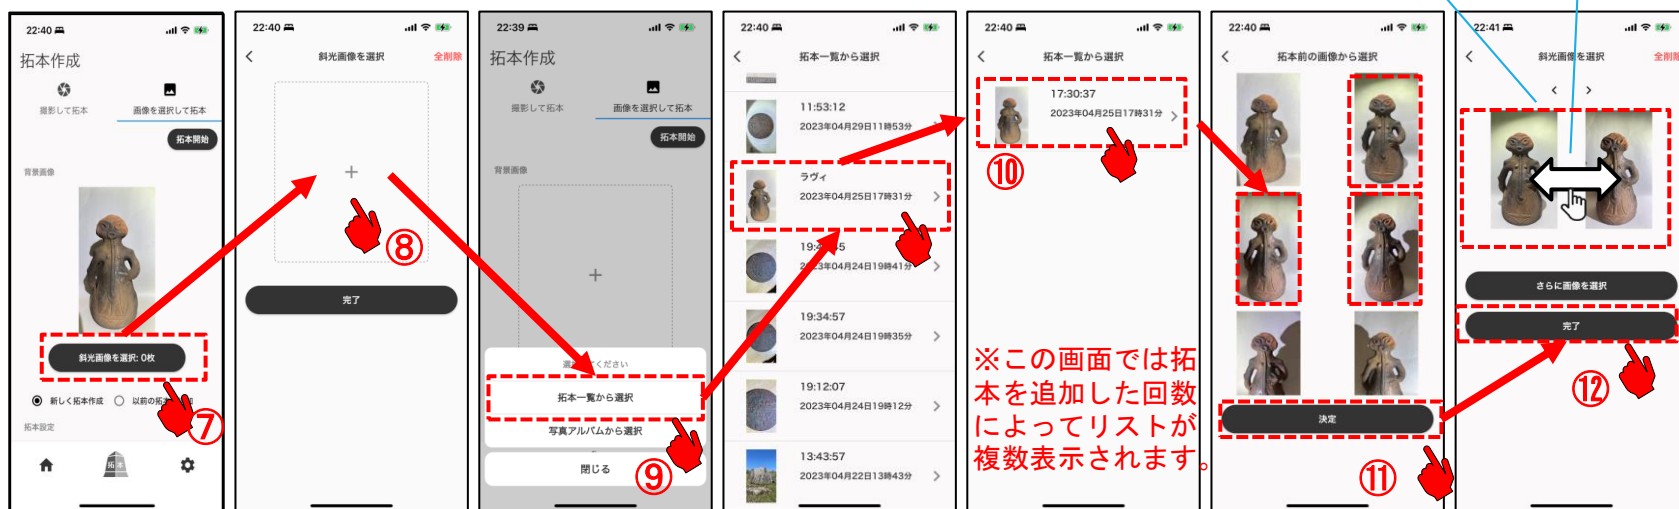 22:40
拓本作成
撮影して拓本
画像を選択して拓本
拓本開始
背景画像
斜光画像を選択: 0枚
新しく拓本作成
以前の拓
拓本設定
拓本
⑦
22:40
斜光画像を選択
全削除
+
⑧
完了
22:39
拓本作成
撮影して拓本
画像を選択して拓本
拓本開始
背景画像
+
ください
拓本一覧から選択
写真アルバムから選択
閉じる
⑨
22:40
拓本一覧から選択
11:53:12
2023年04月29日11時53分
ラヴィ
2023年04月25日17時31分
2023年04月24日19時41分
19:34:57
2023年04月24日19時35分
19:12:07
2023年04月24日19時12分
13:43:57
2023年04月22日13時43分
22:40
拓本一覧から選択
17:30:37
2023年04月25日17時31分
⑩
※この画面では拓
本を追加した回数
によってリストが
複数表示されます。
22:40
拓本前の画像から選択
決定
⑪
22:41
斜光画像を選択
全削除
さらに画像を選択
完了
⑫